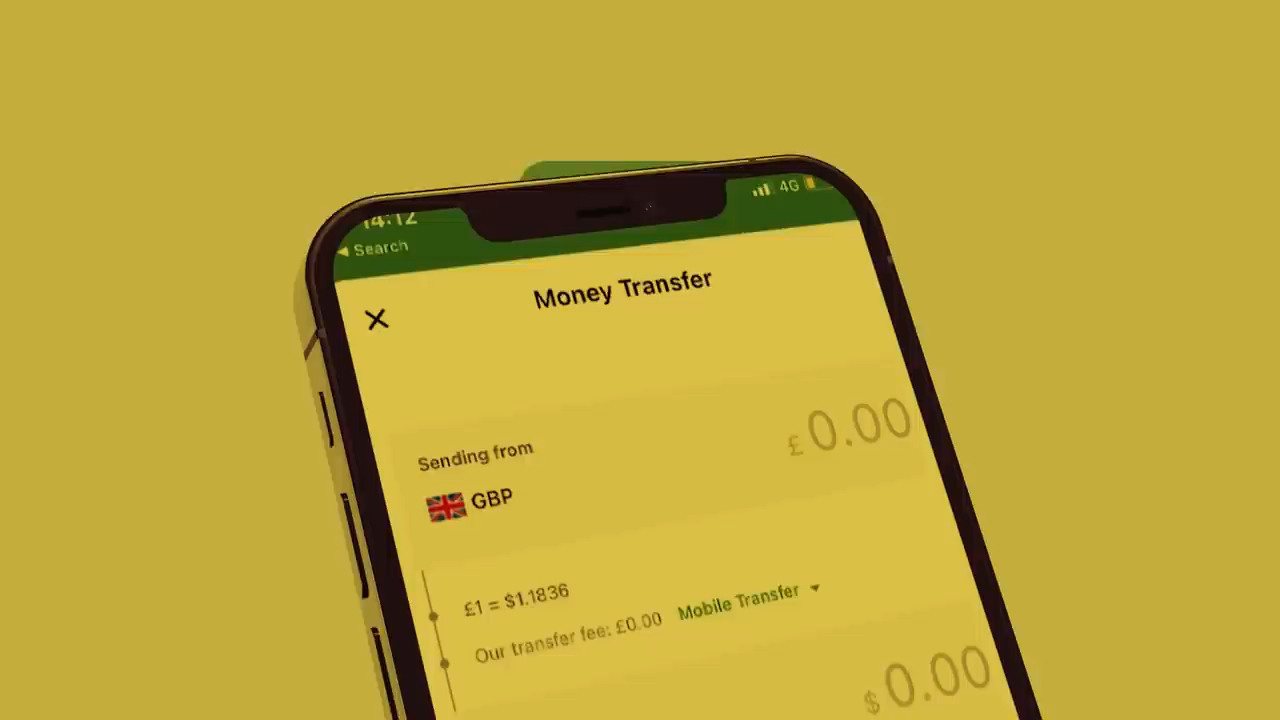 14:12
4G
◀ Search
Money Transfer
Sending from
£ 0.00
GBP
£1 = $1.1836
Our transfer fee: £0.00 Mobile Transfer
$ 0.00